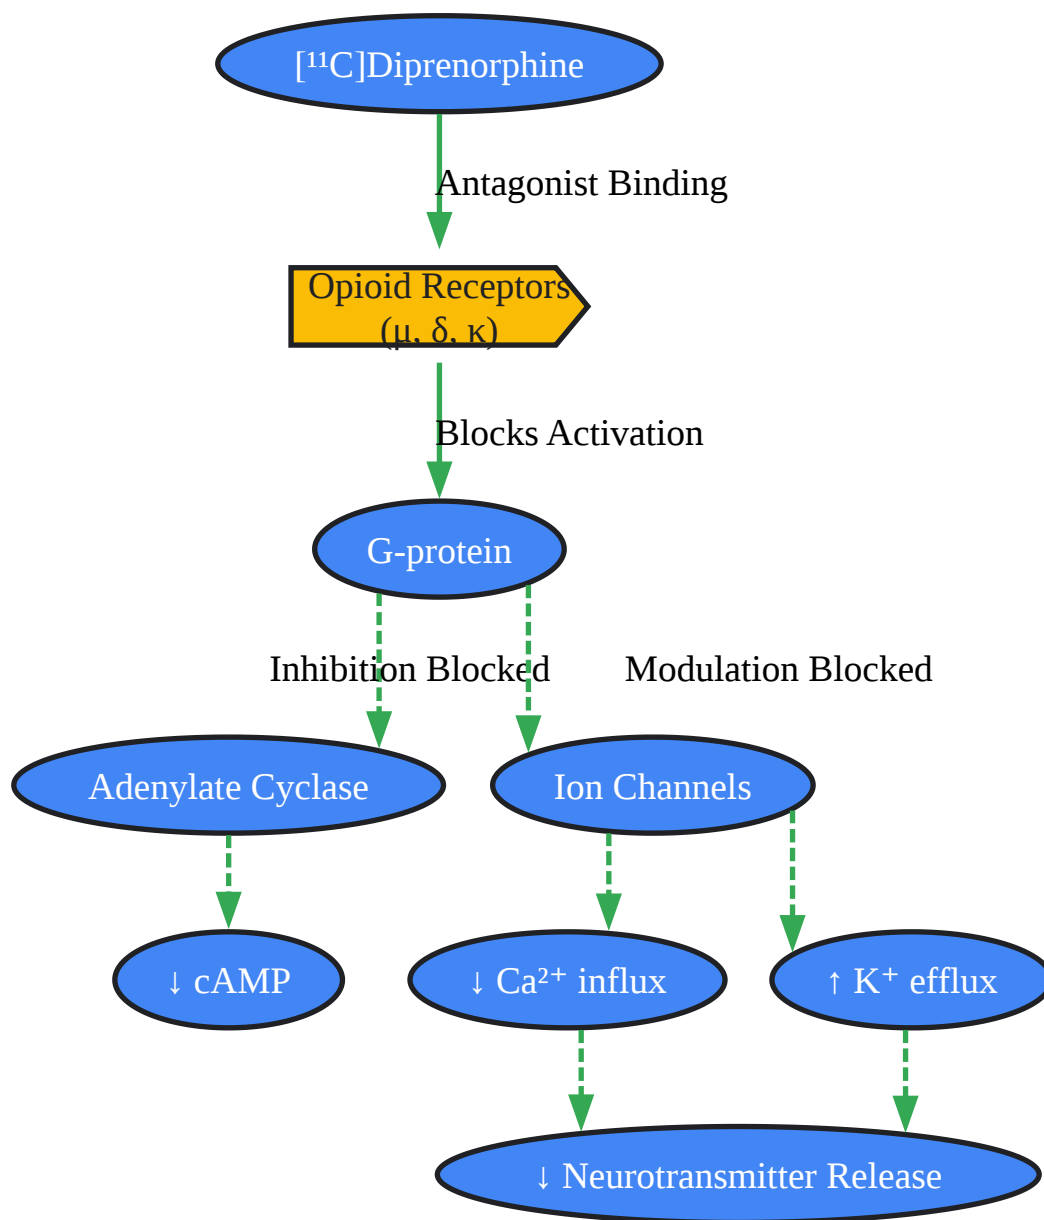 [¹¹C]Diprenorphine
Antagonist Binding
Opioid Receptors
(μ, δ, κ)
Blocks Activation
G-protein
Inhibition Blocked
Modulation Blocked
Adenylate Cyclase
Ion Channels
↓ cAMP
↓ Ca²⁺ influx
↑ K⁺ efflux
↓ Neurotransmitter Release